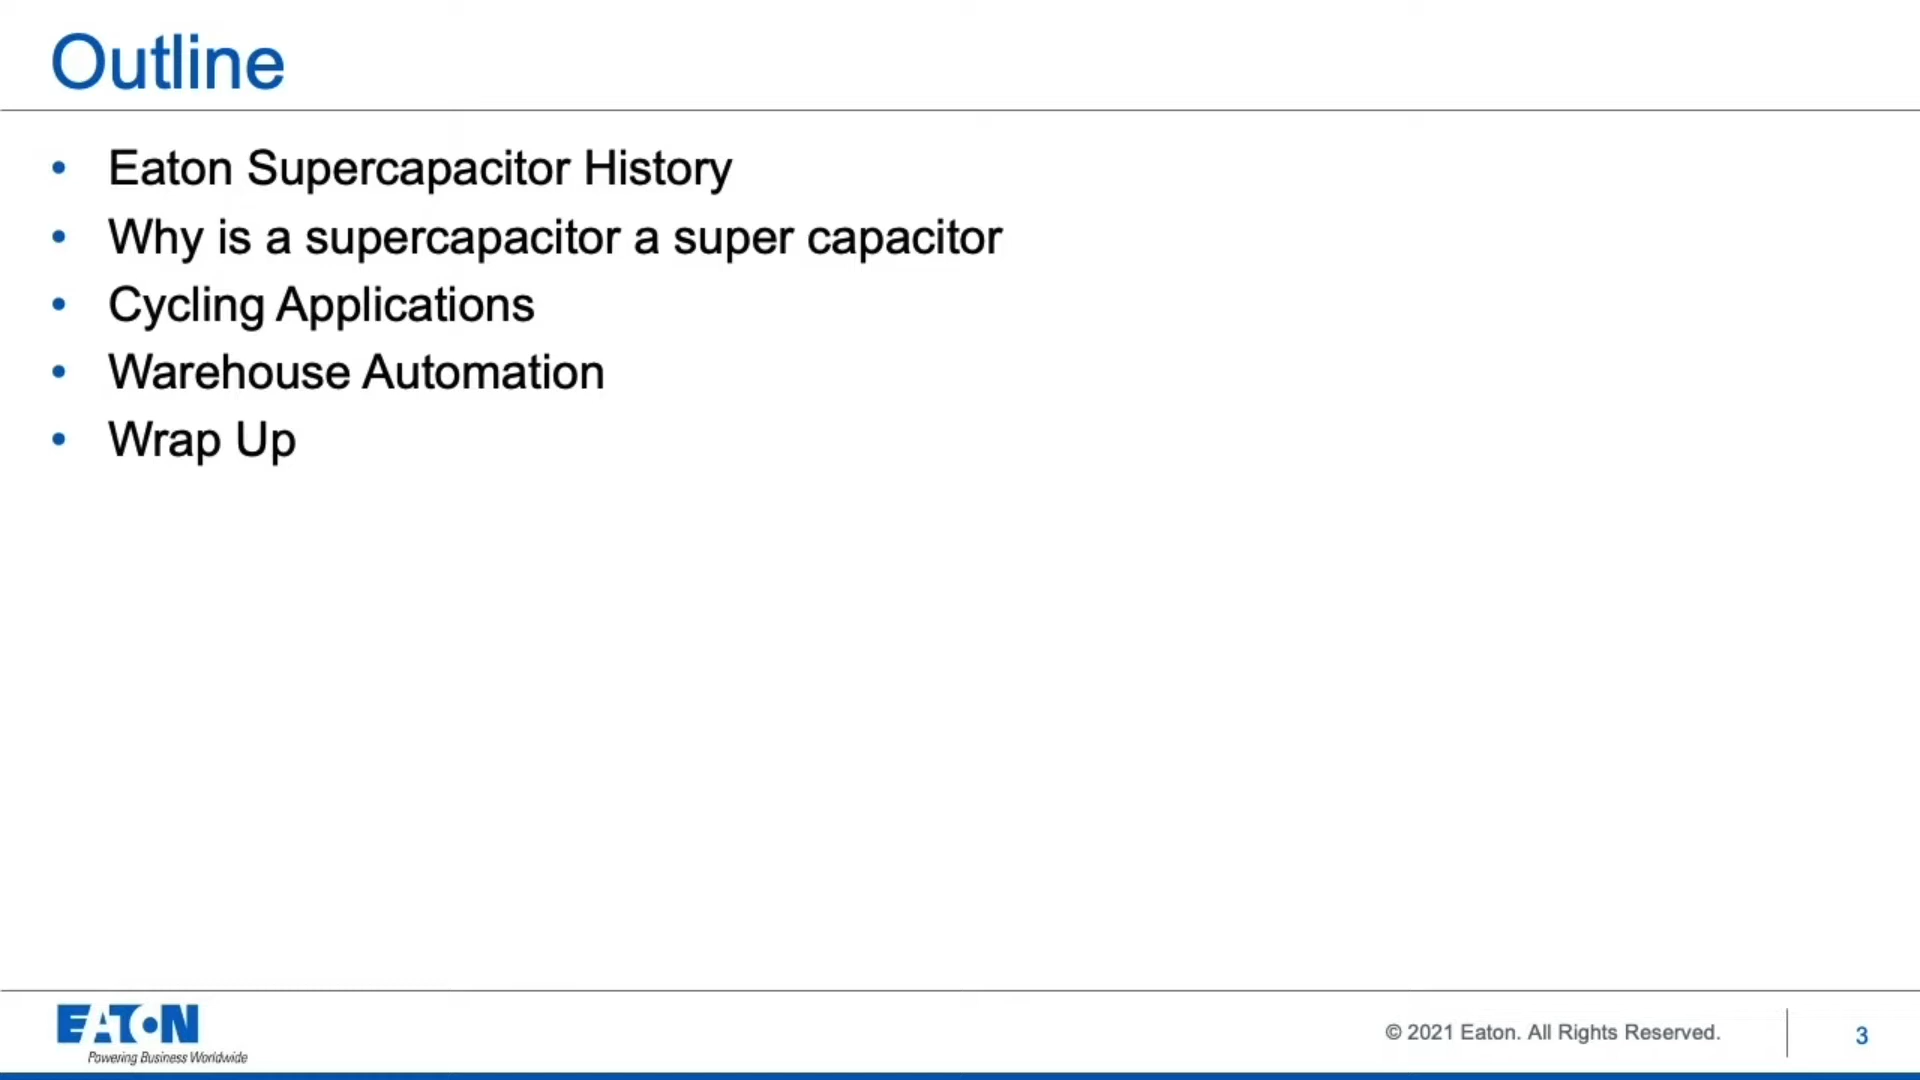 Outline
• Eaton Supercapacitor History
• Why is a supercapacitor a super capacitor
• Cycling Applications
• Warehouse Automation
• Wrap Up
EATON
Powering Business Worldwide
© 2021 Eaton. All Rights Reserved.
3